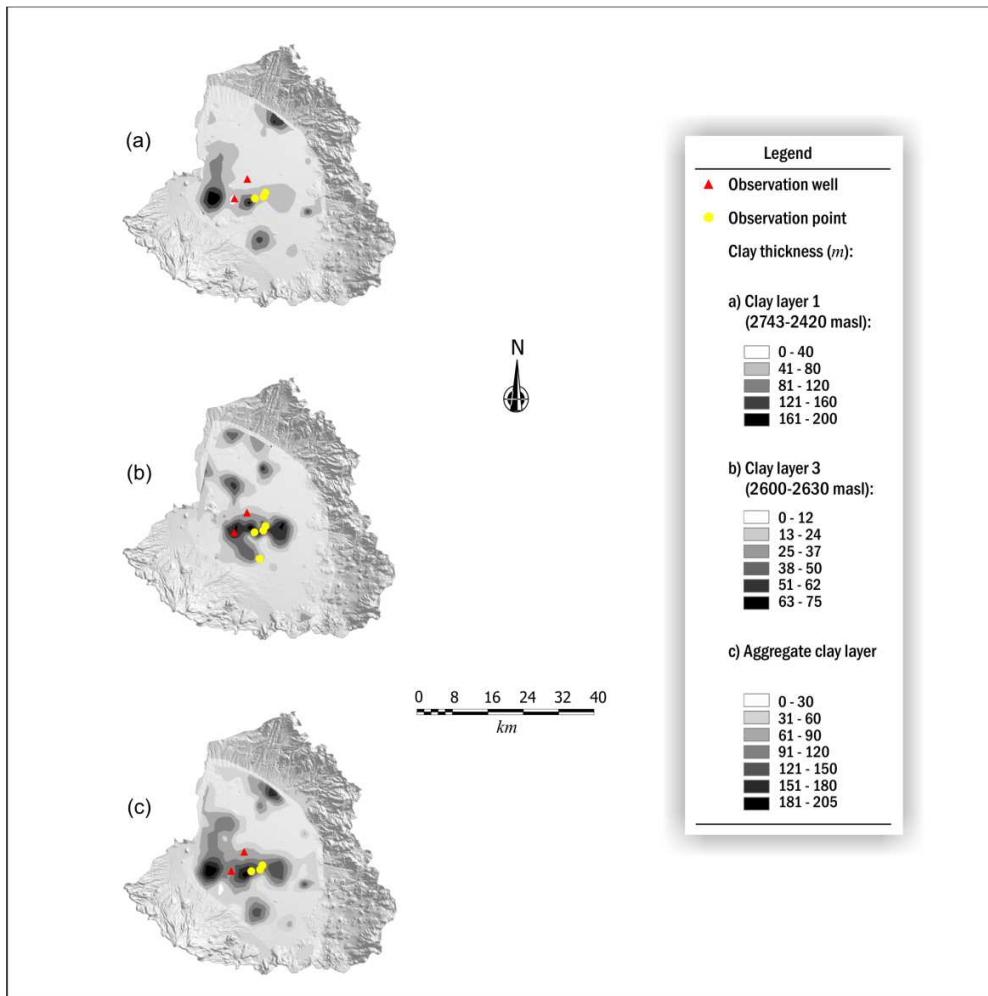 (a)
(b)
(c)
N
0 8 16 24 32 40
km
Legend
Observation well
Observation point
Clay thickness (m):
a) Clay layer 1
(2743-2420 masl):
0 - 40
41 - 80
81 - 120
121 - 160
161 - 200
b) Clay layer 3
(2600-2630 masl):
0 - 12
13 - 24
25 - 37
38 - 50
51 - 62
63 - 75
c) Aggregate clay layer
0 - 30
31 - 60
61 - 90
91 - 120
121 - 150
151 - 180
181 - 205